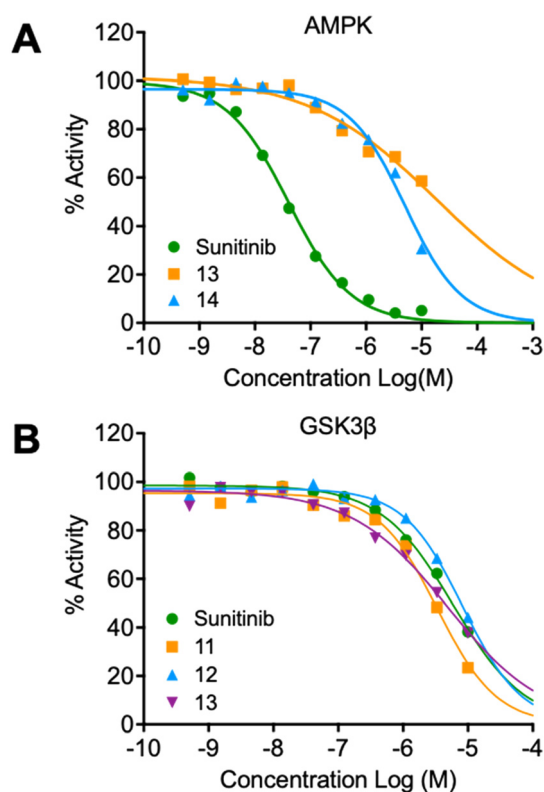 A
AMPK
120
100
80
60
40
20
0
% Activity
Sunitinib
13
14
-10 -9 -8 -7 -6 -5 -4 -3
Concentration Log(M)
B
GSK3β
120
100
80
60
40
20
0
% Activity
Sunitinib
11
12
13
-10 -9 -8 -7 -6 -5 -4
Concentration Log (M)